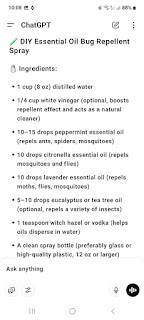 10:08
88%
ChatGPT
🧪 DIY Essential Oil Bug Repellent
Spray
🧴 Ingredients:
• 1 cup (8 oz) distilled water
• 1/4 cup white vinegar (optional, boosts
repellent effect and acts as a natural
cleaner)
• 10–15 drops peppermint essential oil
(repels ants, spiders, mosquitoes)
• 10 drops citronella essential oil (repels
mosquitoes and flies)
• 10 drops lavender essential oil (repels
moths, flies, mosquitoes)
• 5–10 drops eucalyptus or tea tree oil
(optional, repels a variety of insects)
• 1 teaspoon witch hazel or vodka (helps
oils disperse in water)
• A clean spray bottle (preferably glass or
high-quality plastic, 12 oz or larger)
Ask anything